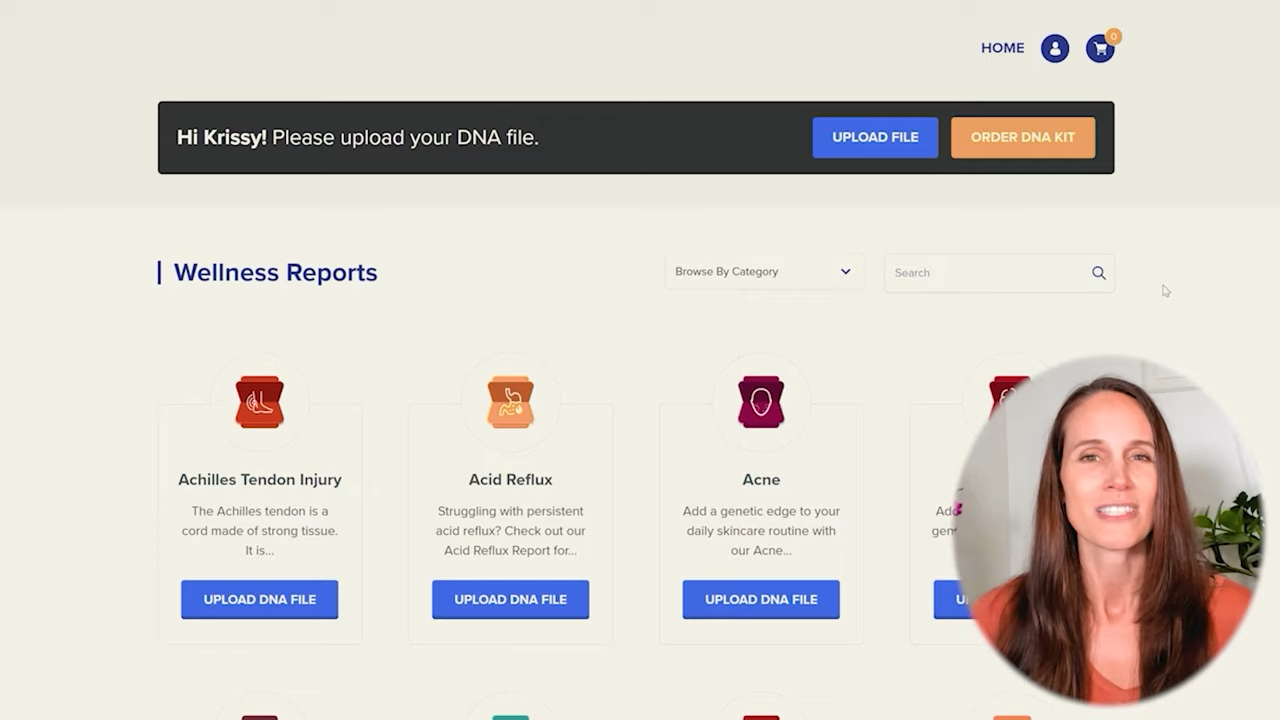 HOME
0
Hi Krissy! Please upload your DNA file.
UPLOAD FILE
ORDER DNA KIT
Wellness Reports
Browse By Category
Search
Achilles Tendon Injury
The Achilles tendon is a
cord made of strong tissue.
It is...
UPLOAD DNA FILE
Acid Reflux
Struggling with persistent
acid reflux? Check out our
Acid Reflux Report for...
UPLOAD DNA FILE
Acne
Add a genetic edge to your
daily skincare routine with
our Acne...
UPLOAD DNA FILE